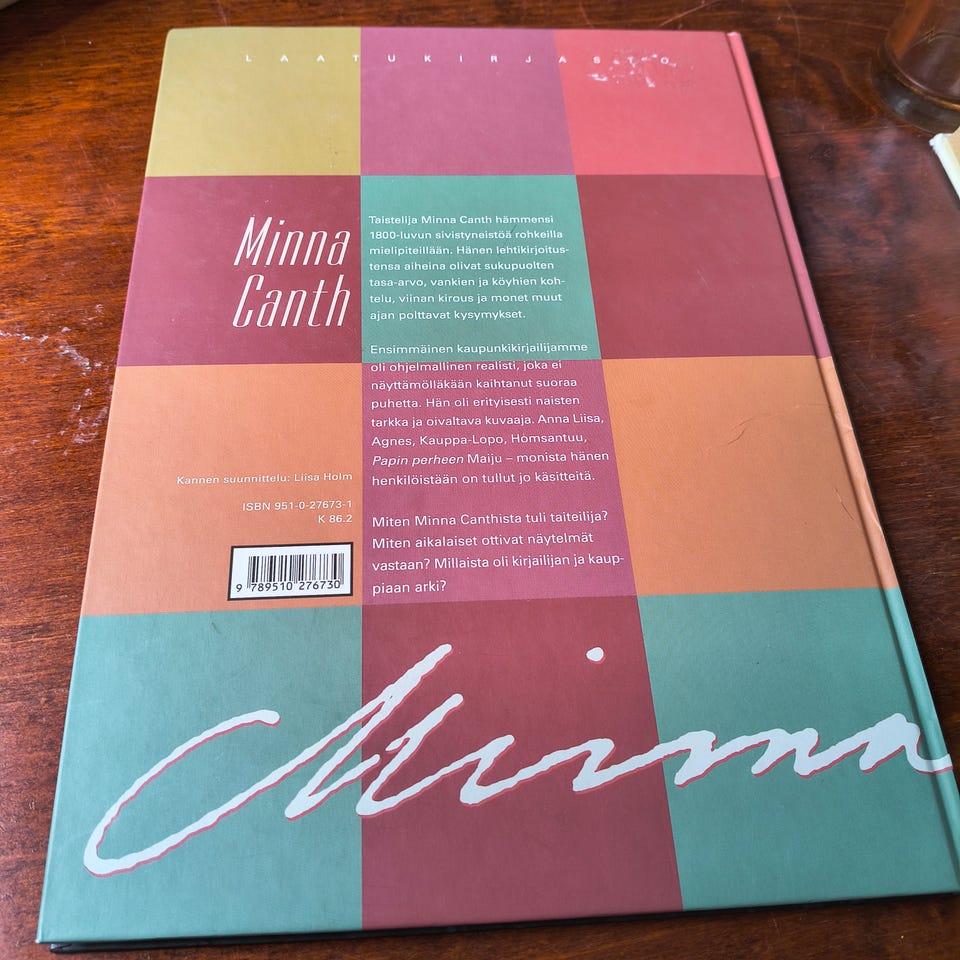 LAATUKIRJASTO
Minna
Canth
Taistelija Minna Canth hämmensi
1800-luvun sivistyneistöä rohkeilla
mielipiteillään. Hänen lehtikirjoitus-
tensa aiheina olivat sukupuolten
tasa-arvo, vankien ja köyhien koh-
telu, viinan kirous ja monet muut
ajan polttavat kysymykset.
Ensimmäinen kaupunkikirjailijamme
oli ohjelmallinen realisti, joka ei
näyttämölläkään kaihtanut suoraa
puhetta. Hän oli erityisesti naisten
tarkka ja oivaltava kuvaaja. Anna Liisa,
Agnes, Kauppa-Lopo, Homsantuu,
Papin perheen Maiju – monista hänen
henkilöistään on tullut jo käsitteitä.
Miten Minna Canthista tuli taiteilija?
Miten aikalaiset ottivat näytelmät
vastaan? Millaista oli kirjailijan ja kaup-
piaan arki?
Kannen suunnittelu: Liisa Holm
ISBN 951-0-27673-1
K 86.2
9 789510 276730
Minna